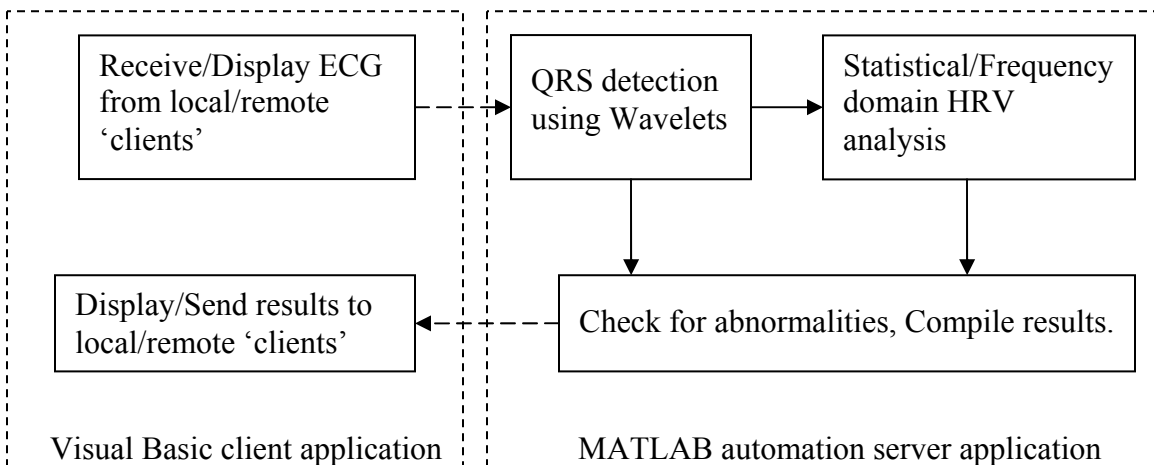 Receive/Display ECG
from local/remote
‘clients’
QRS detection
using Wavelets
Statistical/Frequency
domain HRV
analysis
Display/Send results to
local/remote ‘clients’
Check for abnormalities, Compile results.
Visual Basic client application
MATLAB automation server application